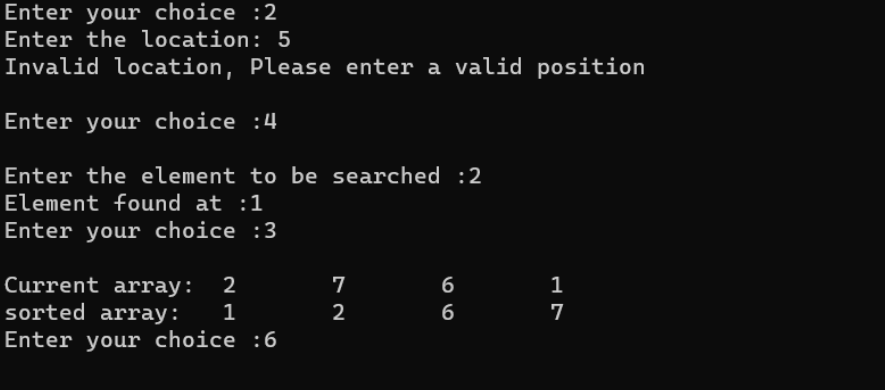 Enter your choice :2
Enter the location: 5
Invalid location, Please enter a valid position
Enter your choice :4
Enter the element to be searched :2
Element found at :1
Enter your choice :3
Current array:  2        7        6        1
sorted array:   1        2        6        7
Enter your choice :6